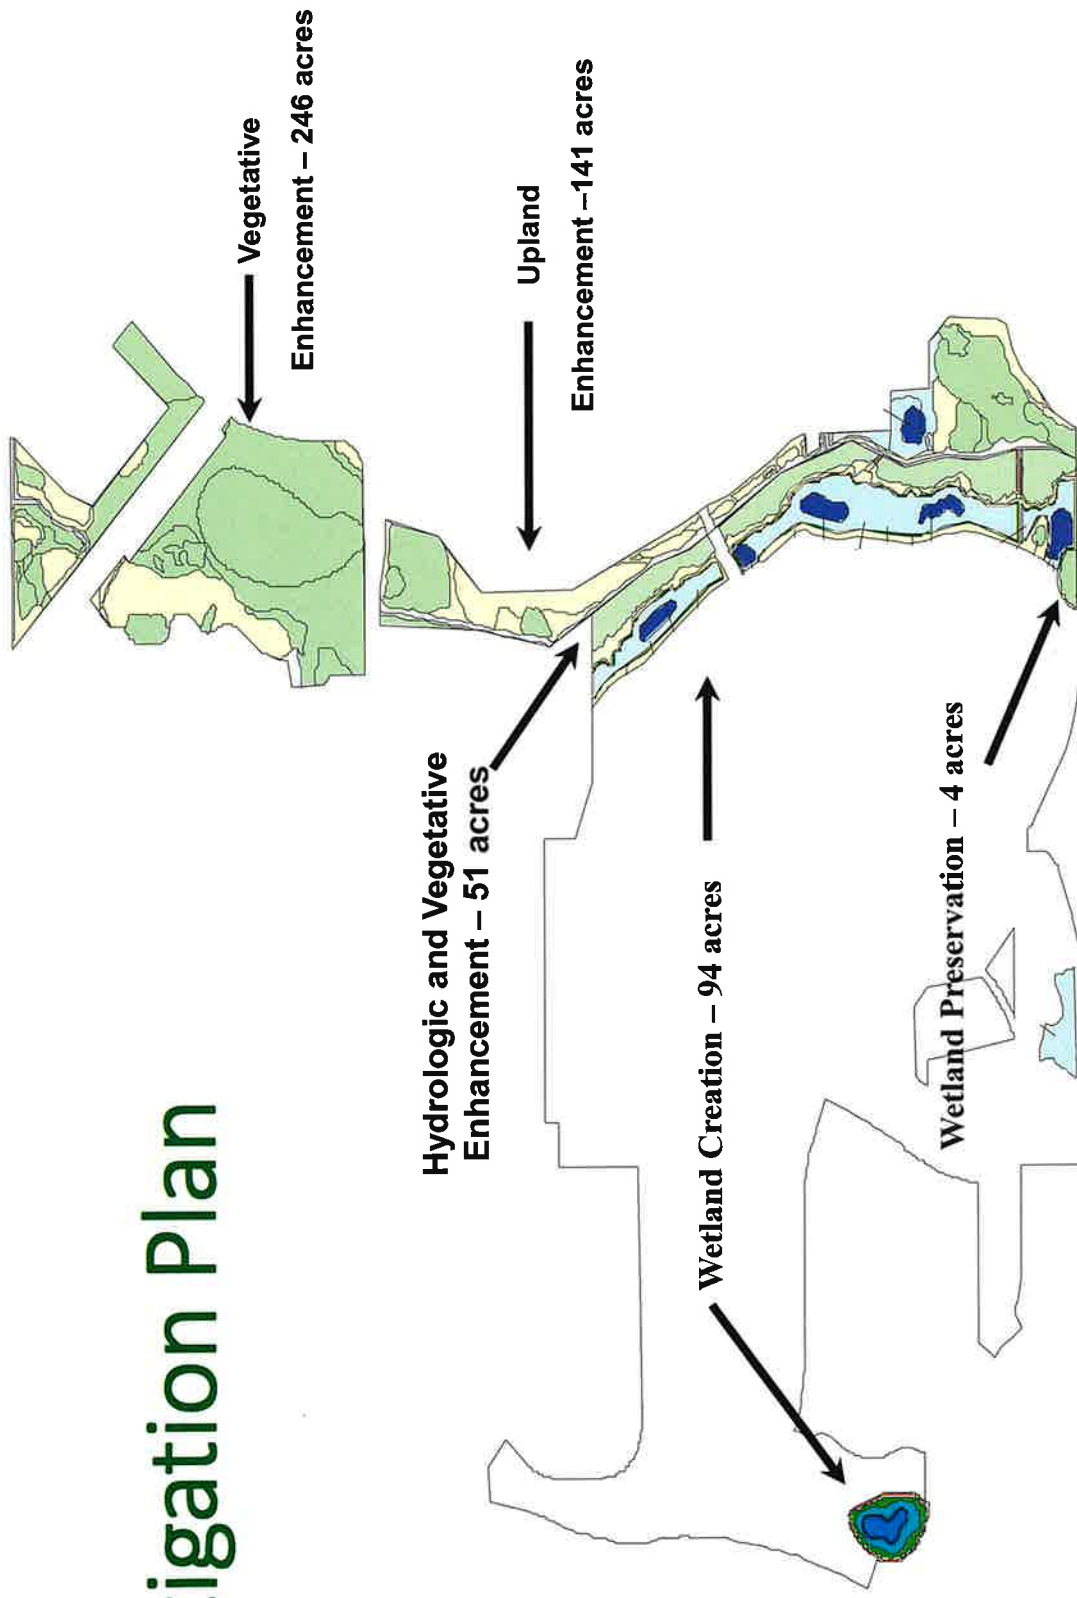 igation Plan
Vegetative
Enhancement – 246 acres
Upland
Enhancement –141 acres
Hydrologic and Vegetative
Enhancement – 51 acres
Wetland Creation – 94 acres
Wetland Preservation – 4 acres